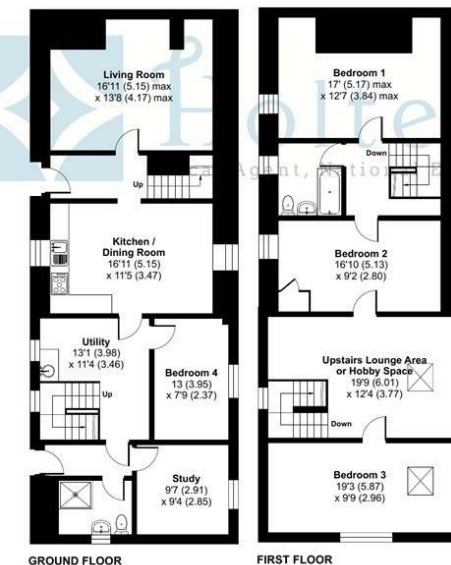 Living Room
16'11 (5.15) max
x 13'8 (4.17) max
Up
Kitchen /
Dining Room
16'11 (5.15)
x 11'5 (3.47)
Utility
13'1 (3.98)
x 11'4 (3.46)
Up
Bedroom 4
13 (3.95)
x 7'9 (2.37)
Study
9'7 (2.91)
x 9'4 (2.85)
GROUND FLOOR
Bedroom 1
17' (5.17) max
x 12'7 (3.84) max
Holte
Agent, Nation
Down
Bedroom 2
16'10 (5.13)
x 9'2 (2.80)
Upstairs Lounge Area
or Hobby Space
19'9 (6.01)
x 12'4 (3.77)
Down
Bedroom 3
19'3 (5.87)
x 9'9 (2.96)
FIRST FLOOR